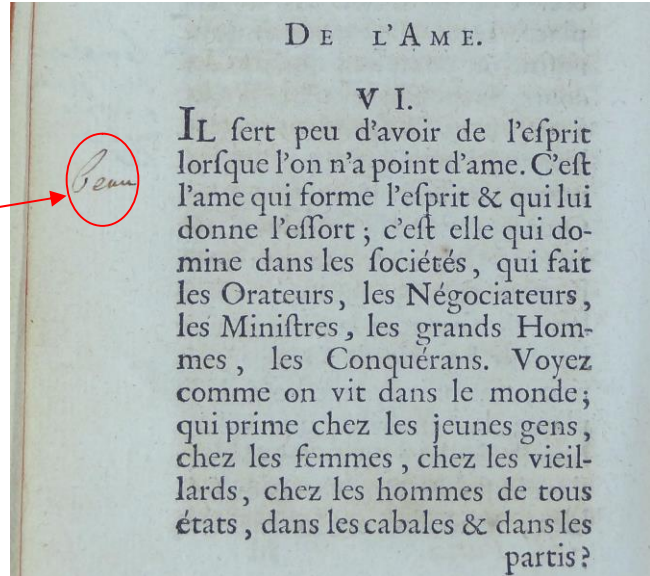 DE L'AME.
VI.
IL ſert peu d'avoir de l'eſprit
Beau
lorſque l'on n'a point d'ame. C'eſt
l'ame qui forme l'eſprit & qui lui
donne l'eſſort ; c'eſt elle qui do-
mine dans les ſociétés, qui fait
les Orateurs, les Négociateurs,
les Miniſtres, les grands Hom-
mes, les Conquérans. Voyez
comme on vit dans le monde;
qui prime chez les jeunes gens,
chez les femmes, chez les vieil-
lards, chez les hommes de tous
états, dans les cabales & dans les
partis?